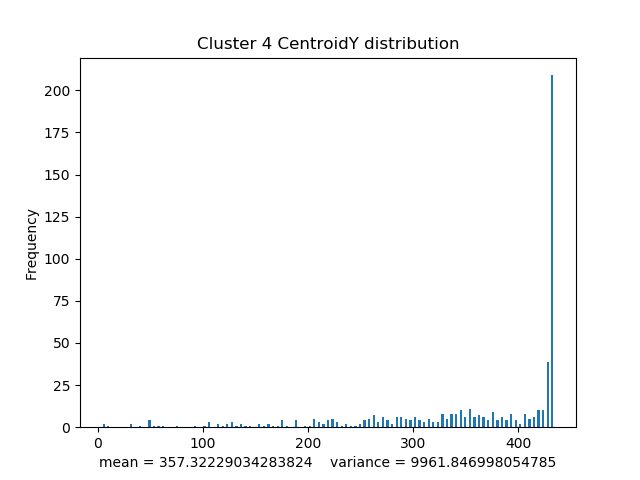 Cluster 4 CentroidY distribution
200
175
150
125
100
75
50
25
0
Frequency
0 100 200 300 400
mean = 357.32229034283824 variance = 9961.846998054785